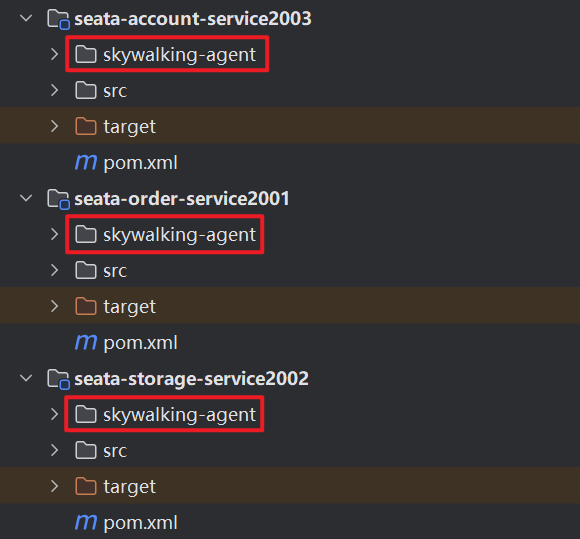 seata-account-service2003
skywalking-agent
src
target
m pom.xml
seata-order-service2001
skywalking-agent
src
target
m pom.xml
seata-storage-service2002
skywalking-agent
src
target
m pom.xml